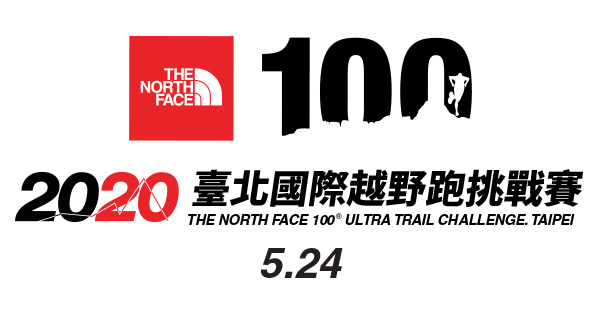 THE
NORTH
FACE
100
2020 臺北國際越野跑挑戰賽
THE NORTH FACE 100® ULTRA TRAIL CHALLENGE. TAIPEI
5.24